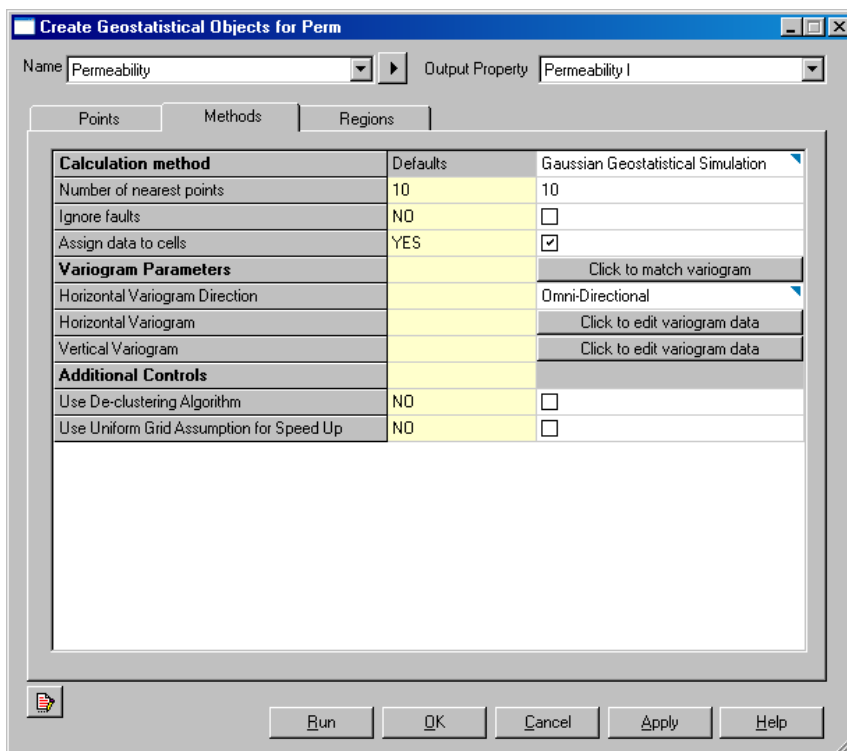 Create Geostatistical Objects for Perm
Name Permeability Output Property Permeability I
Points Methods Regions
Calculation method Defaults Gaussian Geostatistical Simulation
Number of nearest points 10 10
Ignore faults NO
Assign data to cells YES
Variogram Parameters Click to match variogram
Horizontal Variogram Direction Omni-Directional
Horizontal Variogram Click to edit variogram data
Vertical Variogram Click to edit variogram data
Additional Controls
Use De-clustering Algorithm NO
Use Uniform Grid Assumption for Speed Up NO
Run OK Cancel Apply Help